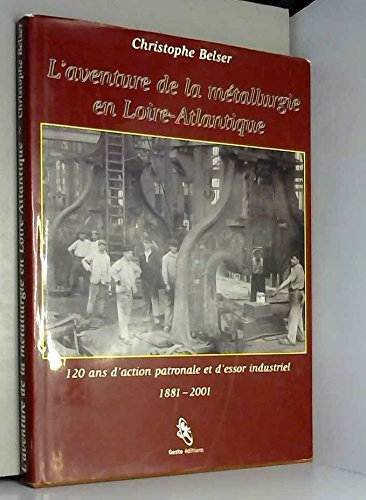 Christophe Belser
L'aventure de la métallurgie
en Loire-Atlantique
120 ans d'action patronale et d'essor industriel
1881-2001
Geste éditions
L'aventure de la métallurgie en Loire-Atlantique ~ Christophe Belser